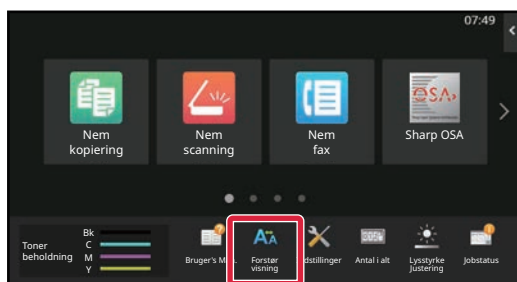 07:49
Nem
kopiering
Nem
scanning
Nem
fax
OSA
Sharp OSA
Toner
beholdning
Bk
C
M
Y
Bruger's
AA
Forstør
visning
dstillinger
Antal i alt
Lysstyrke
Justering
Jobstatus